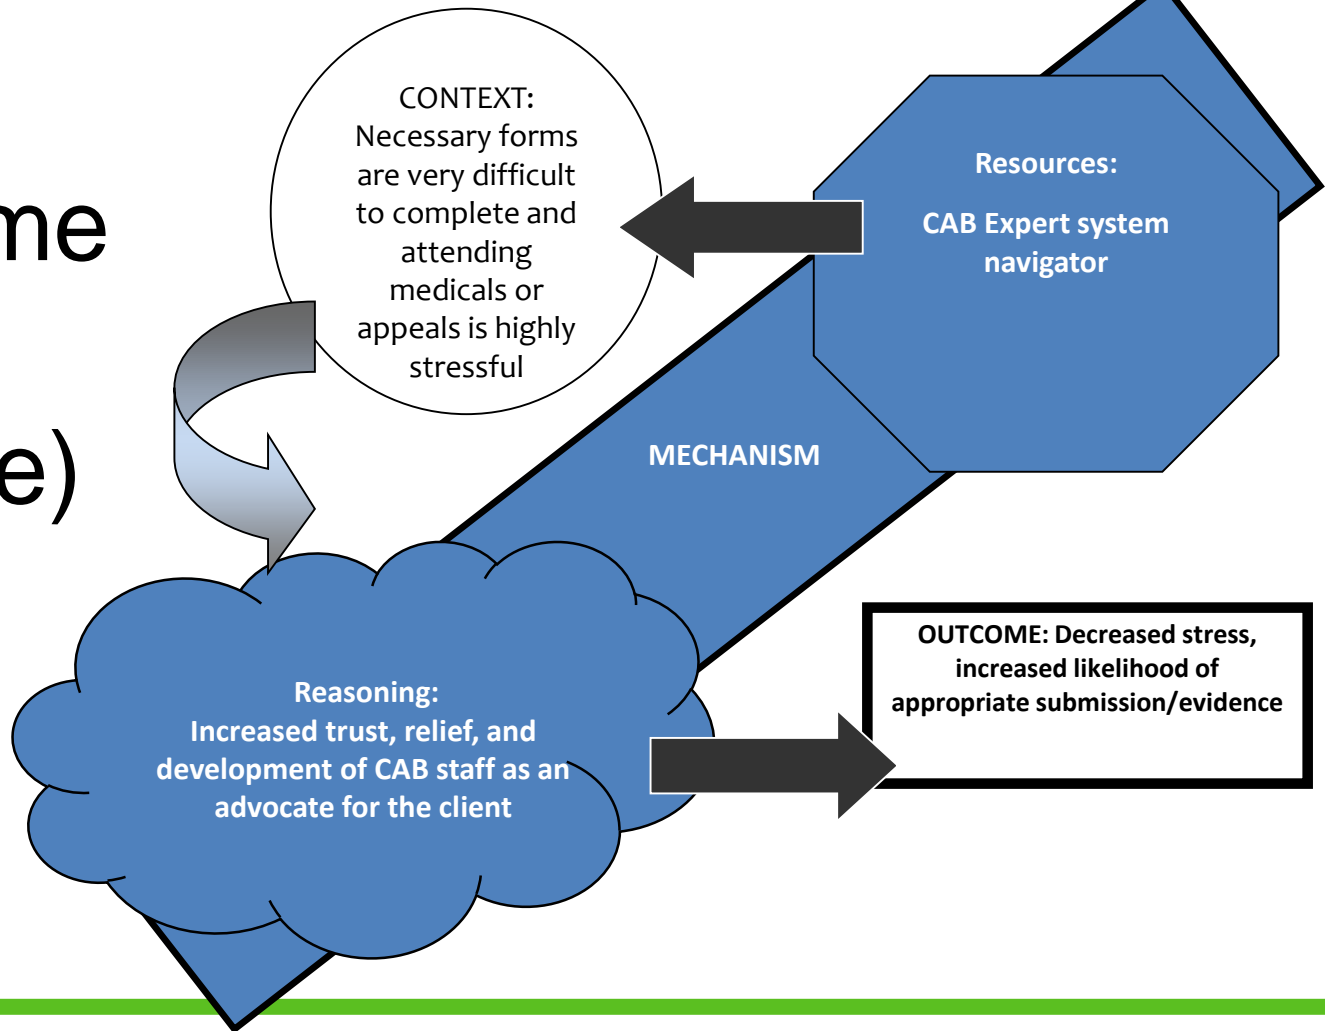 me
e)
CONTEXT:
Necessary forms
are very difficult
to complete and
attending
medicals or
appeals is highly
stressful
Resources:
CAB Expert system
navigator
MECHANISM
Reasoning:
Increased trust, relief, and
development of CAB staff as an
advocate for the client
OUTCOME: Decreased stress,
increased likelihood of
appropriate submission/evidence